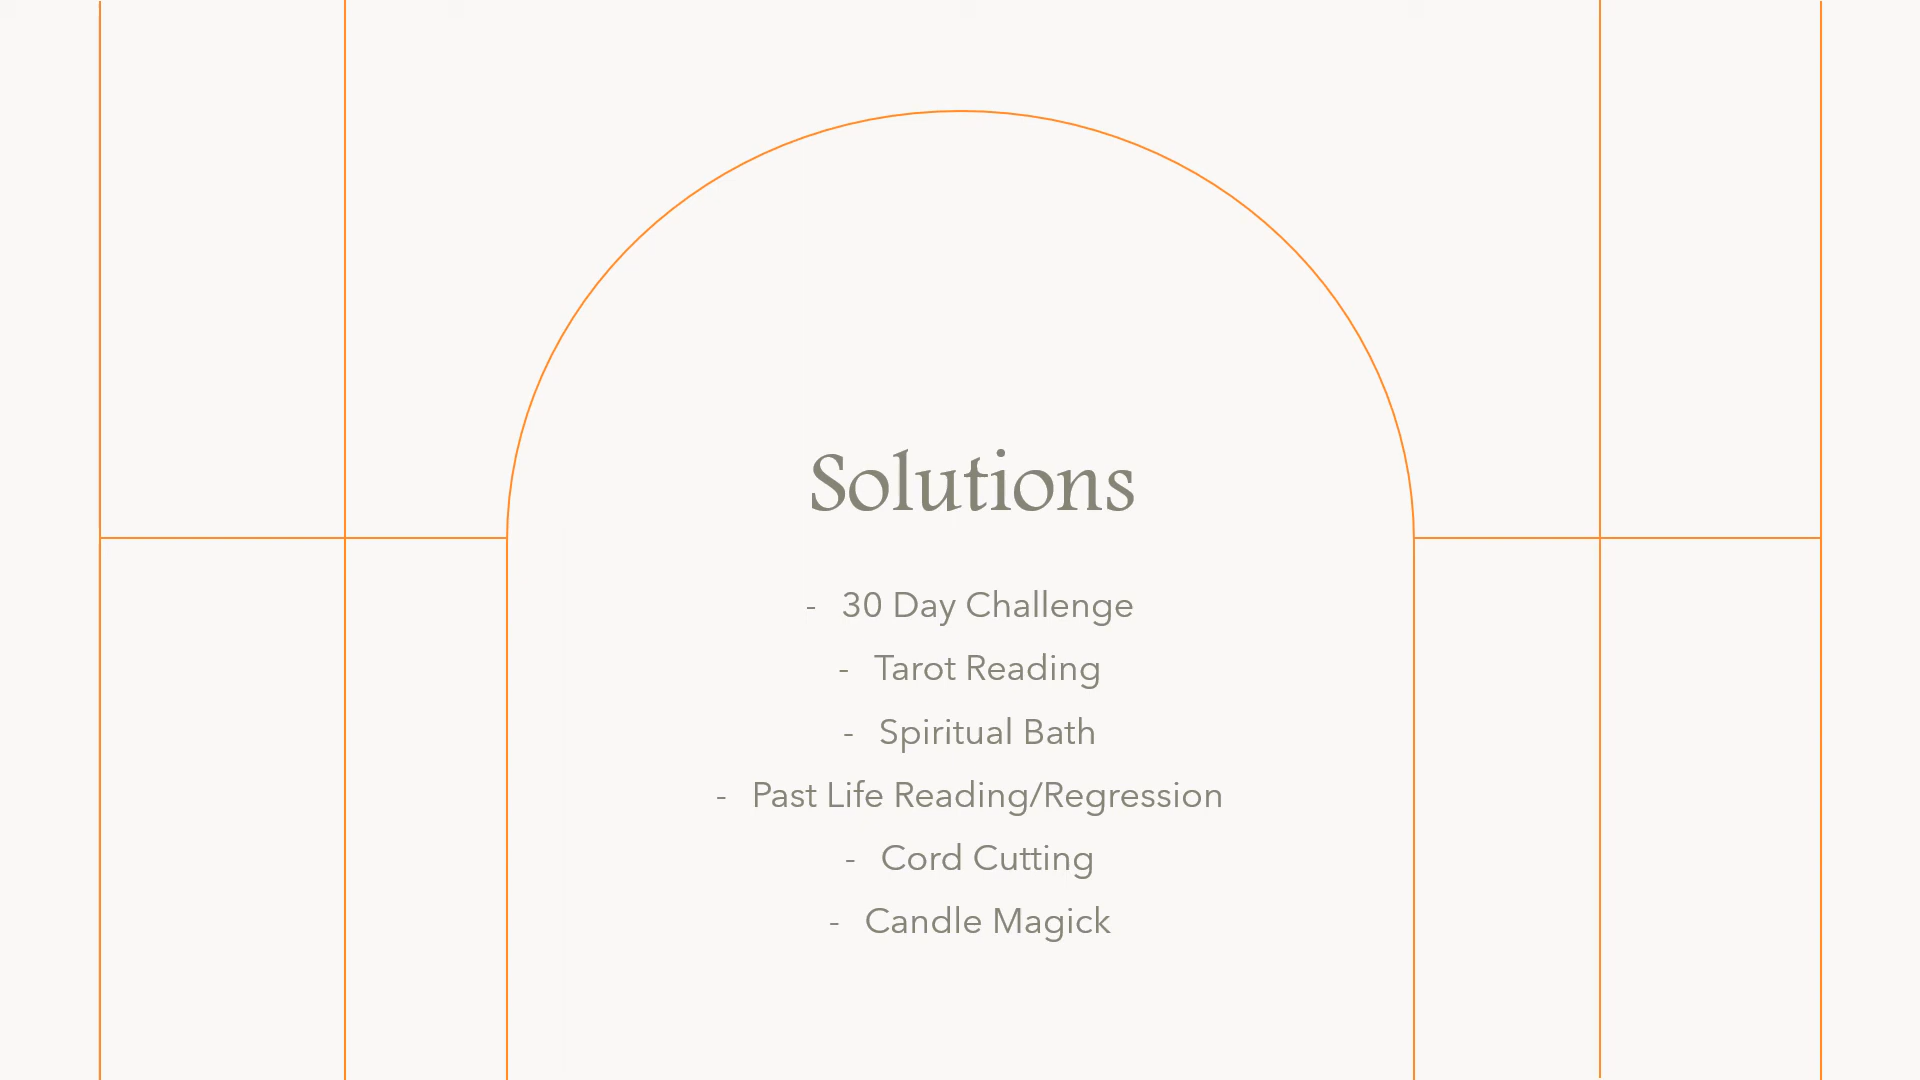 Solutions
- 30 Day Challenge
- Tarot Reading
- Spiritual Bath
- Past Life Reading/Regression
- Cord Cutting
- Candle Magick